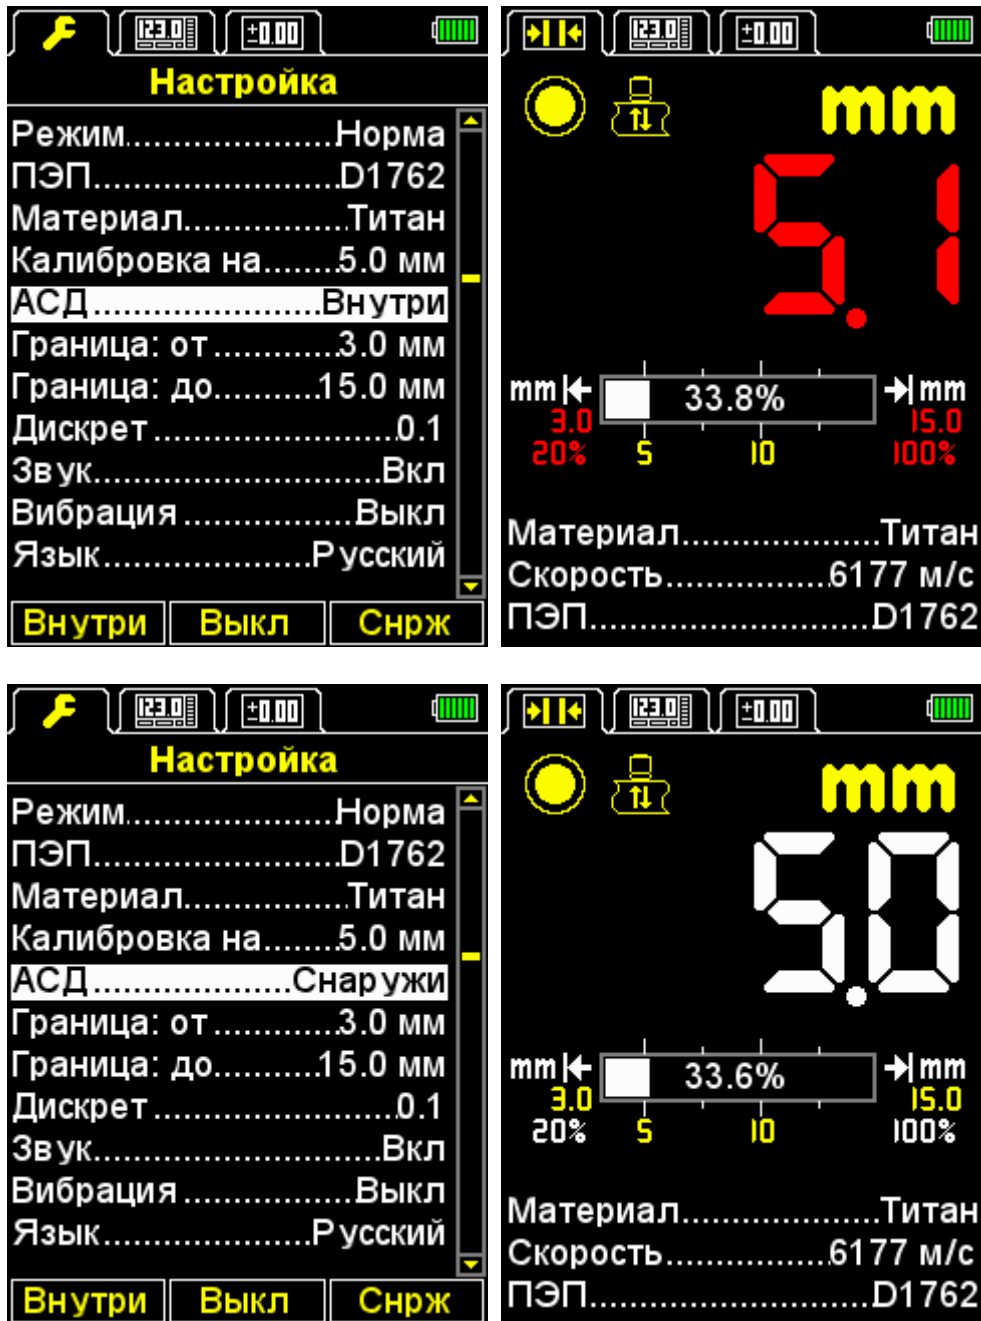 123.0
±0.00
Настройка
Режим....................Норма
ПЭП........................D1762
Материал................Титан
Калибровка на........5.0 мм
АСД......................Внутри
Граница: от............3.0 мм
Граница: до..........15.0 мм
Дискрет........................0.1
Звук............................Вкл
Вибрация.................Выкл
Язык....................Русский
Внутри Выкл Снрж
123.0
±0.00
mm
5.1
mm 33.8% mm
3.0 15.0
20% 5 10 100%
Материал...................Титан
Скорость................6177 м/с
ПЭП...........................D1762
123.0
±0.00
Настройка
Режим....................Норма
ПЭП........................D1762
Материал................Титан
Калибровка на........5.0 мм
АСД...................Снаружи
Граница: от............3.0 мм
Граница: до..........15.0 мм
Дискрет........................0.1
Звук............................Вкл
Вибрация.................Выкл
Язык....................Русский
Внутри Выкл Снрж
123.0
±0.00
mm
5.0
mm 33.6% mm
3.0 15.0
20% 5 10 100%
Материал...................Титан
Скорость................6177 м/с
ПЭП...........................D1762